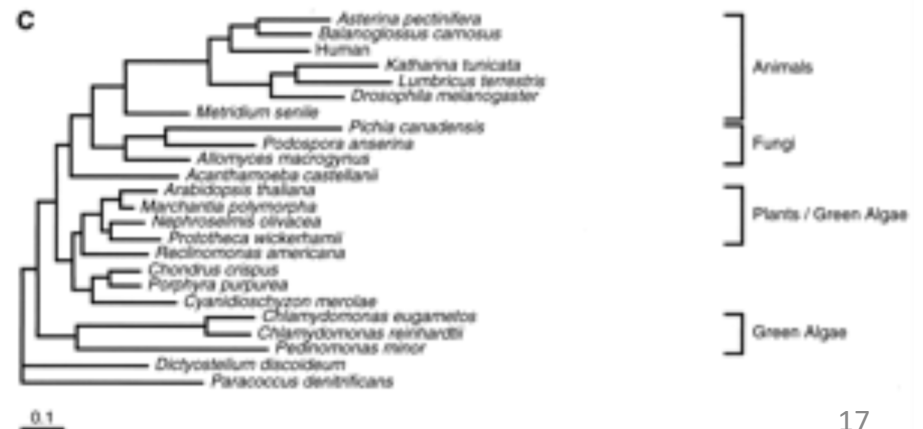 C
Asterina pectinifera
Balanoglossus carnosus
Human
Katharina tunicata
Lumbricus terrestris
Drosophila melanogaster
Animals
Metridium senile
Pichia canadensis
Podospora anserina
Fungi
Allomyces macrogynus
Acanthamoeba castellanii
Arabidopsis thaliana
Marchantia polymorpha
Plants / Green Algae
Nephroselmis olivacea
Prototheca wickerhamii
Reclinomonas americana
Chondrus crispus
Porphyra purpurea
Cyanidioschyzon merolae
Chlamydomonas eugametos
Chlamydomonas reinhardtii
Green Algae
Pedinomonas minor
Dictyostelium discoideum
Paracoccus denitrificans
0.1
17